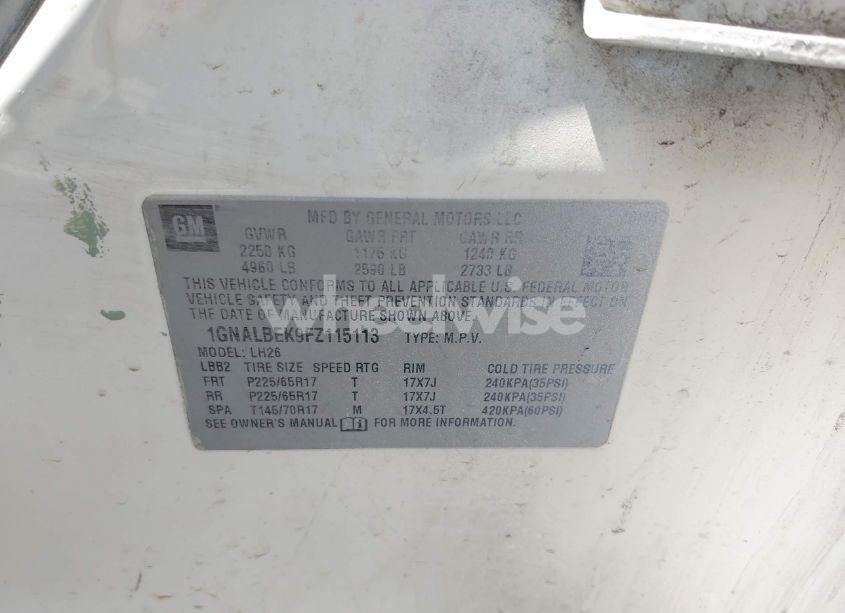 GM
MFD BY GENERAL MOTORS LLC
GVWR GAWR FRT GAWR RR
2250 KG 1175 KG 1240 KG
4960 LB 2590 LB 2733 LB
THIS VEHICLE CONFORMS TO ALL APPLICABLE U.S. FEDERAL MOTOR
VEHICLE SAFETY AND THEFT PREVENTION STANDARDS IN EFFECT ON
THE DATE OF MANUFACTURE SHOWN ABOVE.
wheelwise
1GNALBEK9FZ115113 TYPE: M.P.V.
MODEL: LH26
LBB2 TIRE SIZE SPEED RTG RIM COLD TIRE PRESSURE
FRT P225/65R17 T 17X7J 240KPA(35PSI)
RR P225/65R17 T 17X7J 240KPA(35PSI)
SPA T145/70R17 M 17X4.5T 420KPA(60PSI)
SEE OWNER'S MANUAL FOR MORE INFORMATION.